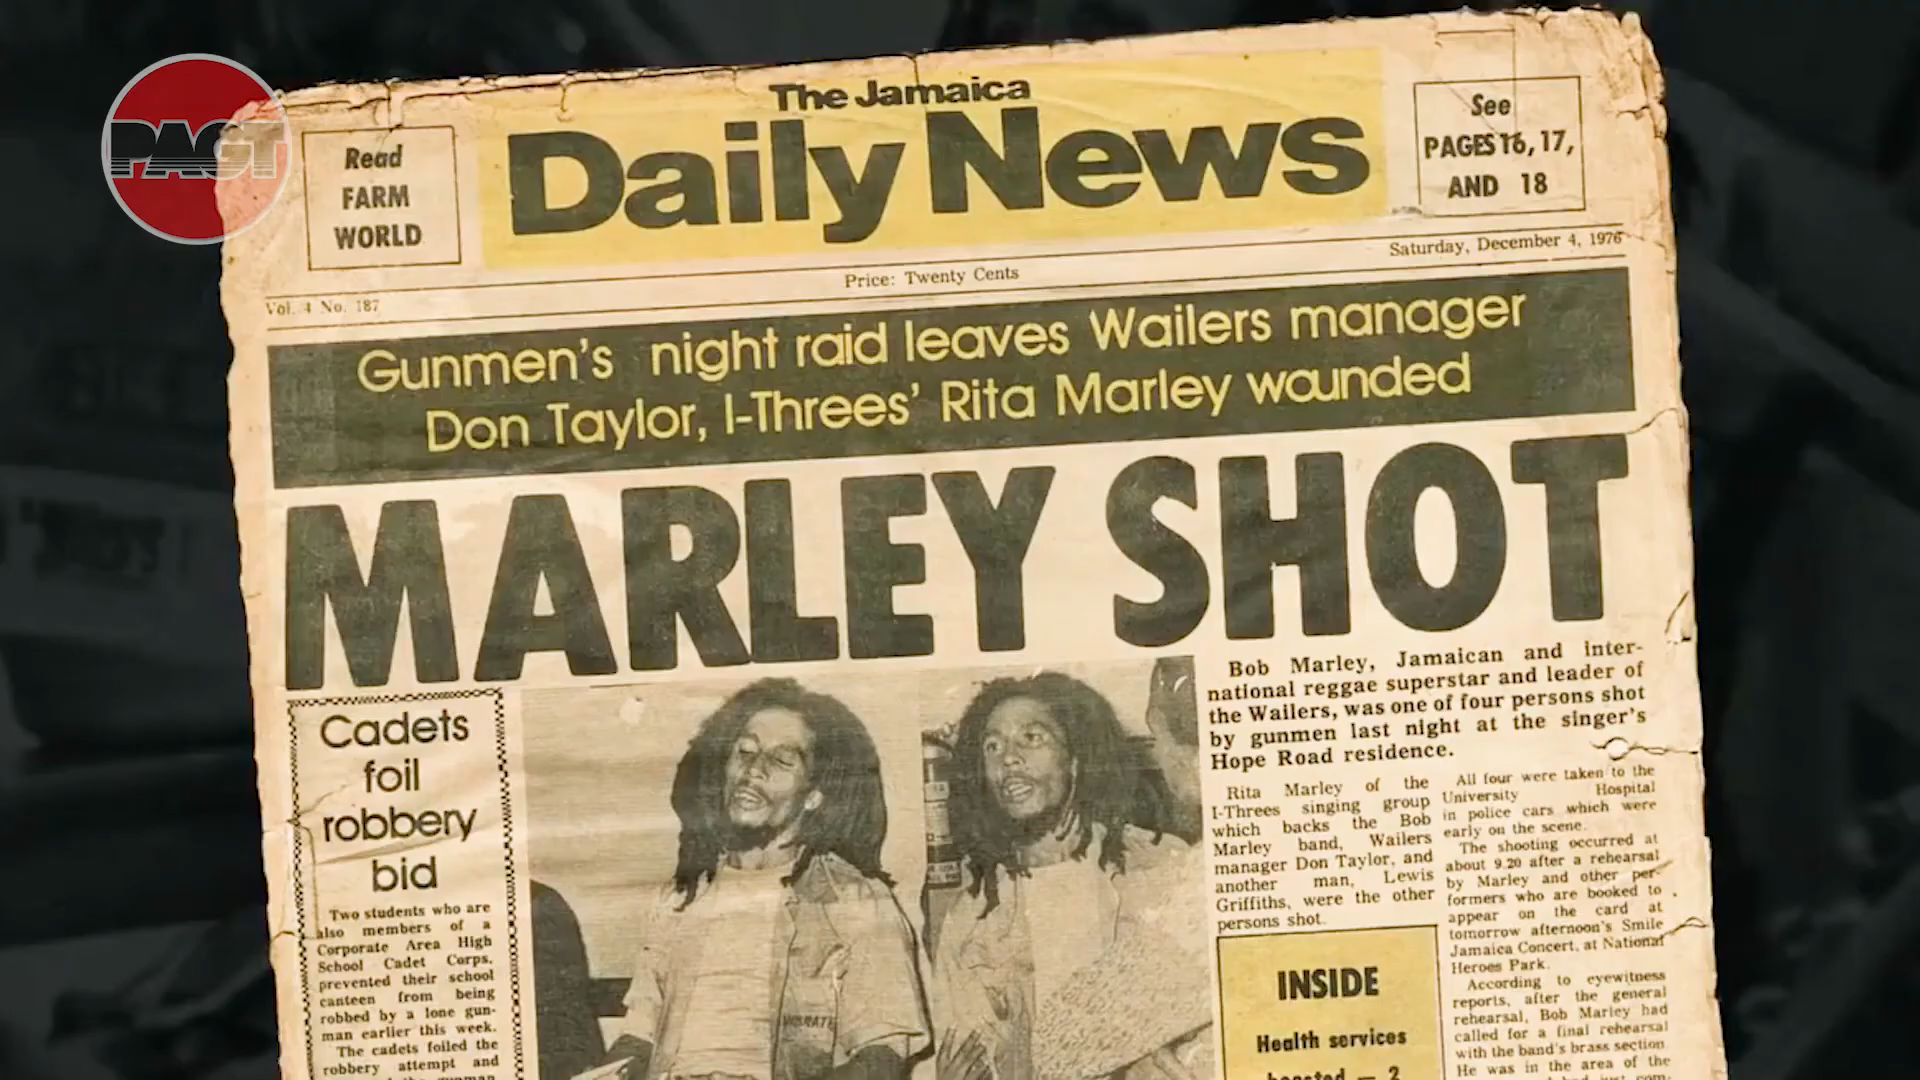 PAGT
Read
FARM
WORLD
The Jamaica
Daily News
See
PAGES 16, 17,
AND 18
Saturday, December 4, 1976
Price: Twenty Cents
Vol. 4 No. 187
Gunmen's night raid leaves Wailers manager
Don Taylor, I-Threes' Rita Marley wounded
MARLEY SHOT
Cadets
foil
robbery
bid
Two students who are
also members of a
Corporate Area High
School Cadet Corps,
prevented their school
canteen from being
robbed by a lone gun-
man earlier this week.
The cadets foiled the
robbery attempt and
Bob Marley, Jamaican and inter-
national reggae superstar and leader of
the Wailers, was one of four persons shot
by gunmen last night at the singer's
Hope Road residence.
Rita Marley of the
I-Threes singing group
which backs the Bob
Marley band, Wailers
manager Don Taylor, and
another man, Lewis
Griffiths, were the other
persons shot.
INSIDE
Health services
boosted — 2
All four were taken to the
University Hospital
in police cars which were
early on the scene.
The shooting occurred at
about 9.20 after a rehearsal
by Marley and other per-
formers who are booked to
appear on the card at
tomorrow afternoon's Smile
Jamaica Concert, at National
Heroes Park.
According to eyewitness
reports, after the general
rehearsal, Bob Marley had
called for a final rehearsal
with the band's brass section.
He was in the area of the